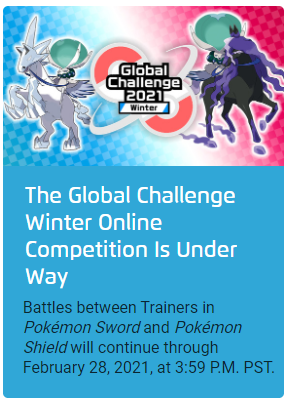 Global
Challenge
2021
Winter
The Global Challenge
Winter Online
Competition Is Under
Way
Battles between Trainers in
Pokémon Sword and Pokémon
Shield will continue through
February 28, 2021, at 3:59 P.M. PST.